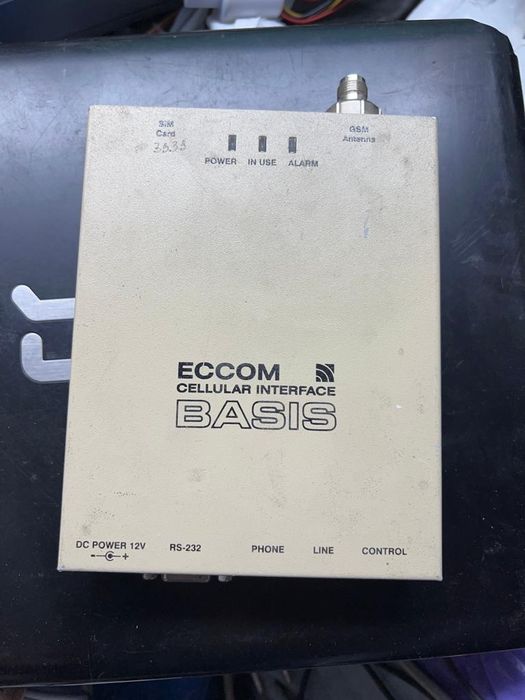 SIM
Card
GSM
Antenna
POWER IN USE ALARM
ECCOM
CELLULAR INTERFACE
BASIS
DC POWER 12V RS-232 PHONE LINE CONTROL
- +